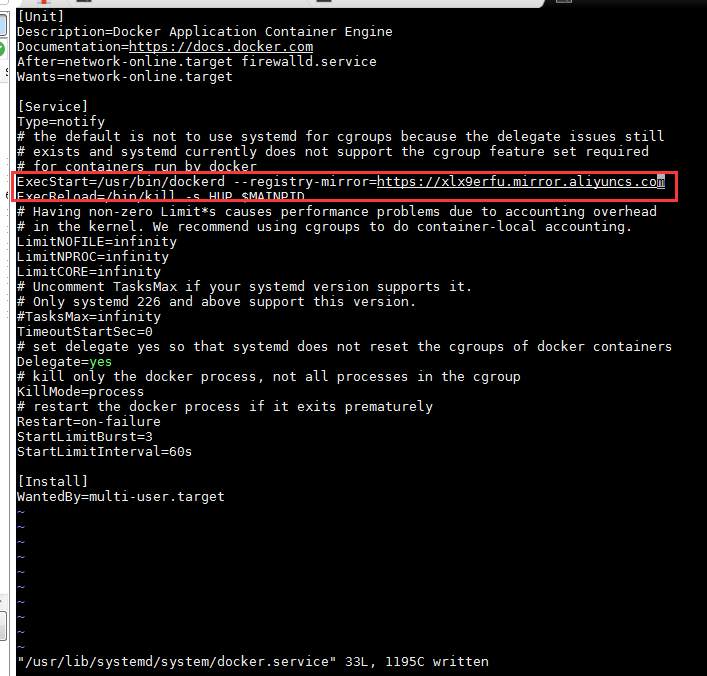 [Unit]
Description=Docker Application Container Engine
Documentation=https://docs.docker.com
After=network-online.target firewalld.service
Wants=network-online.target
[Service]
Type=notify
# the default is not to use systemd for cgroups because the delegate issues still
# exists and systemd currently does not support the cgroup feature set required
# for containers run by docker
ExecStart=/usr/bin/dockerd --registry-mirror=https://xlx9erfu.mirror.aliyuncs.com
ExecReload=/bin/kill -s HUP $MAINPID
# Having non-zero Limit*s causes performance problems due to accounting overhead
# in the kernel. We recommend using cgroups to do container-local accounting.
LimitNOFILE=infinity
LimitNPROC=infinity
LimitCORE=infinity
# Uncomment TasksMax if your systemd version supports it.
# Only systemd 226 and above support this version.
#TasksMax=infinity
TimeoutStartSec=0
# set delegate yes so that systemd does not reset the cgroups of docker containers
Delegate=yes
# kill only the docker process, not all processes in the cgroup
KillMode=process
# restart the docker process if it exits prematurely
Restart=on-failure
StartLimitBurst=3
StartLimitInterval=60s
[Install]
WantedBy=multi-user.target
~
~
~
~
~
~
~
~
~
~
"/usr/lib/systemd/system/docker.service" 33L, 1195C written